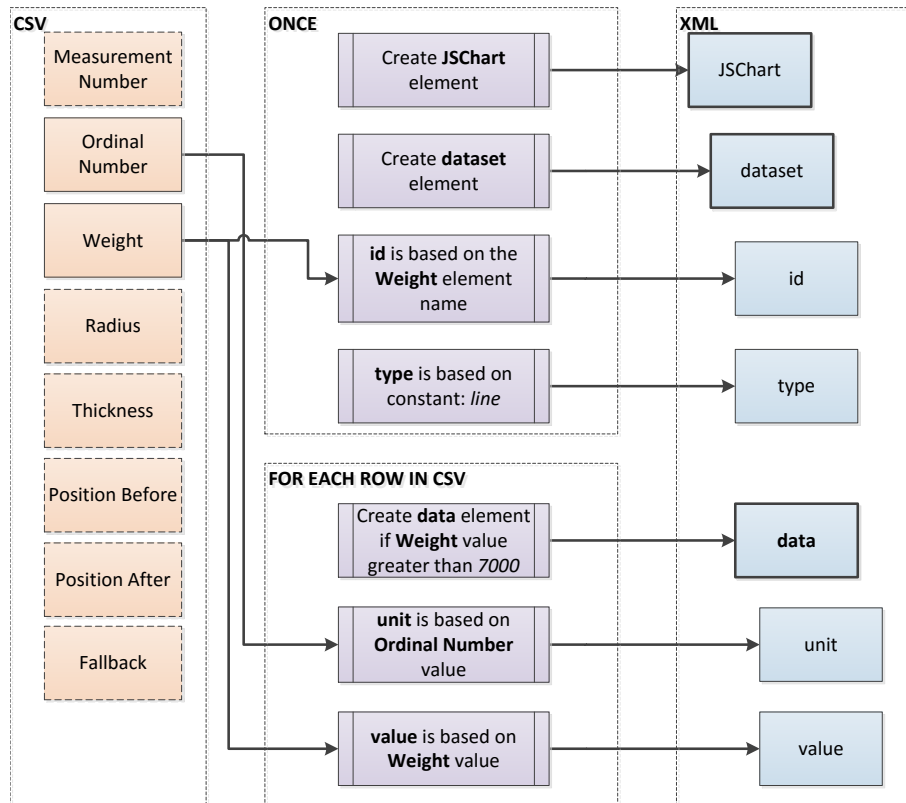 CSV
Measurement
Number
Ordinal
Number
Weight
Radius
Thickness
Position Before
Position After
Fallback
ONCE
Create JSChart
element
Create dataset
element
id is based on the
Weight element
name
type is based on
constant: line
FOR EACH ROW IN CSV
Create data element
if Weight value
greater than 7000
unit is based on
Ordinal Number
value
value is based on
Weight value
XML
JSChart
dataset
id
type
data
unit
value